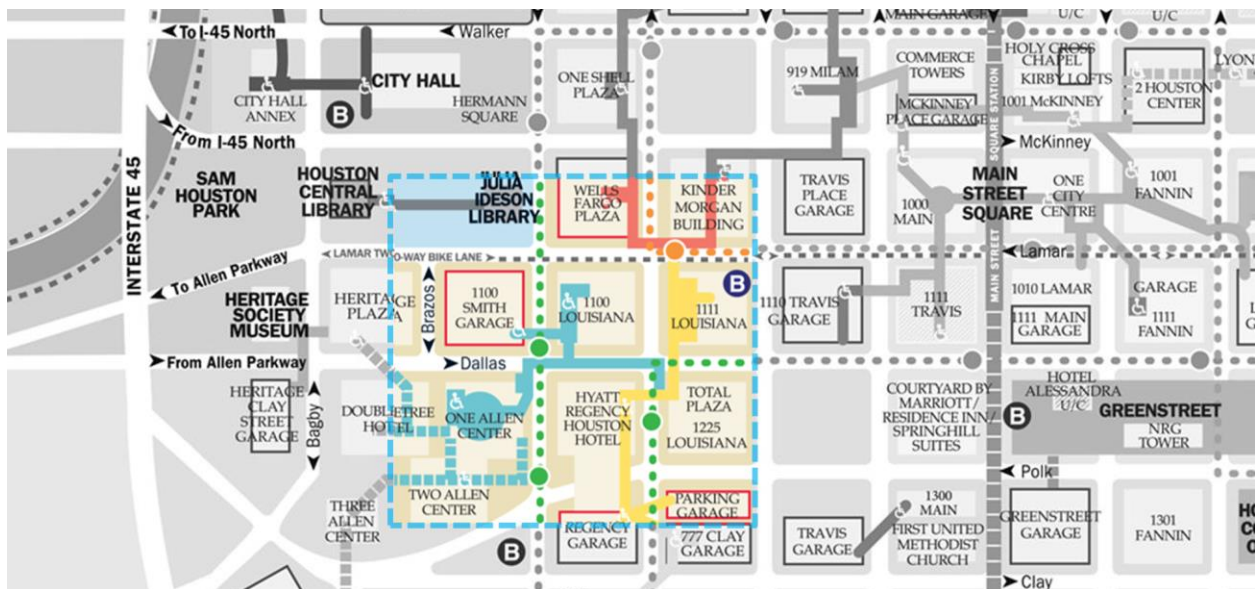 To I-45 North
Walker
MAIN GARAGE
U/C
U/C
CITY HALL
CITY HALL
ANNEX
B
HERMANN
SQUARE
ONE SHELL
PLAZA
919 MILAM
COMMERCE
TOWERS
MCKINNEY
PLACE GARAGE
HOLY CROSS
CHAPEL
KIRBY LOFTS
1001 McKINNEY
2 HOUSTON
CENTER
LYON
From I-45 North
McKinney
SAM
HOUSTON
PARK
HOUSTON
CENTRAL
LIBRARY
JULIA
IDESON
LIBRARY
WELLS
FARGO
PLAZA
KINDER
MORGAN
BUILDING
TRAVIS
PLACE
GARAGE
1000 MAIN
MAIN STREET SQUARE STATION
MAIN
STREET
SQUARE
ONE
CITY
CENTRE
1001
FANNIN
INTERSTATE 45
To Allen Parkway
LAMAR TWO-WAY BIKE LANE
Lamar
HERITAGE
SOCIETY
MUSEUM
HERITAGE
PLAZA
Brazos
1100
SMITH
GARAGE
1100
LOUISIANA
1111
LOUISIANA
B
1110 TRAVIS
GARAGE
1111
TRAVIS
1010 LAMAR
1111 MAIN
GARAGE
GARAGE
1111
FANNIN
From Allen Parkway
Dallas
HERITAGE
CLAY
STREET
GARAGE
Bagby
DOUBLETREE
HOTEL
ONE ALLEN
CENTER
HYATT
REGENCY
HOUSTON
HOTEL
TOTAL
PLAZA
1225
LOUISIANA
COURTYARD BY
MARRIOTT/
RESIDENCE INN/
SPRINGHILL
SUITES
B
HOTEL
ALESSANDRA
U/C
GREENSTREET
NRG
TOWER
Polk
THREE
ALLEN
CENTER
TWO ALLEN
CENTER
B
REGENCY
GARAGE
PARKING
GARAGE
777 CLAY
GARAGE
TRAVIS
GARAGE
1300
MAIN
FIRST UNITED
METHODIST
CHURCH
GREENSTREET
GARAGE
1301
FANNIN
Clay